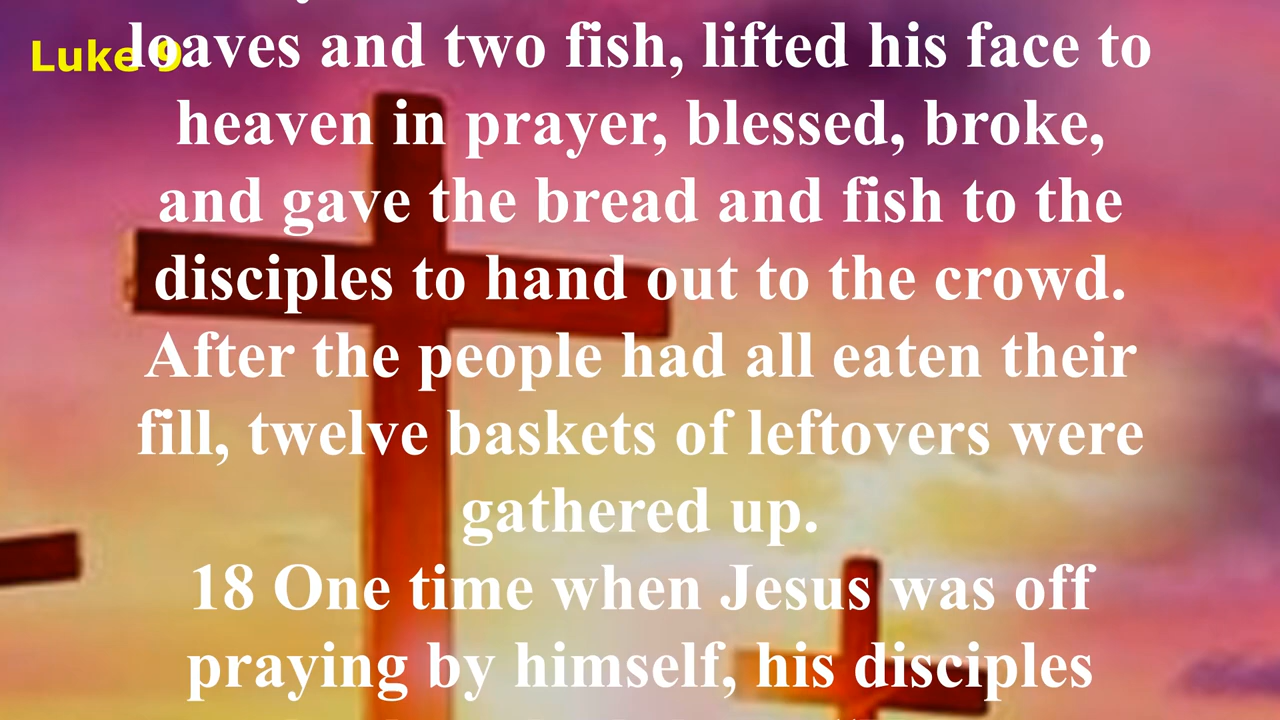 Luke 9
loaves and two fish, lifted his face to
heaven in prayer, blessed, broke,
and gave the bread and fish to the
disciples to hand out to the crowd.
After the people had all eaten their
fill, twelve baskets of leftovers were
gathered up.
18 One time when Jesus was off
praying by himself, his disciples